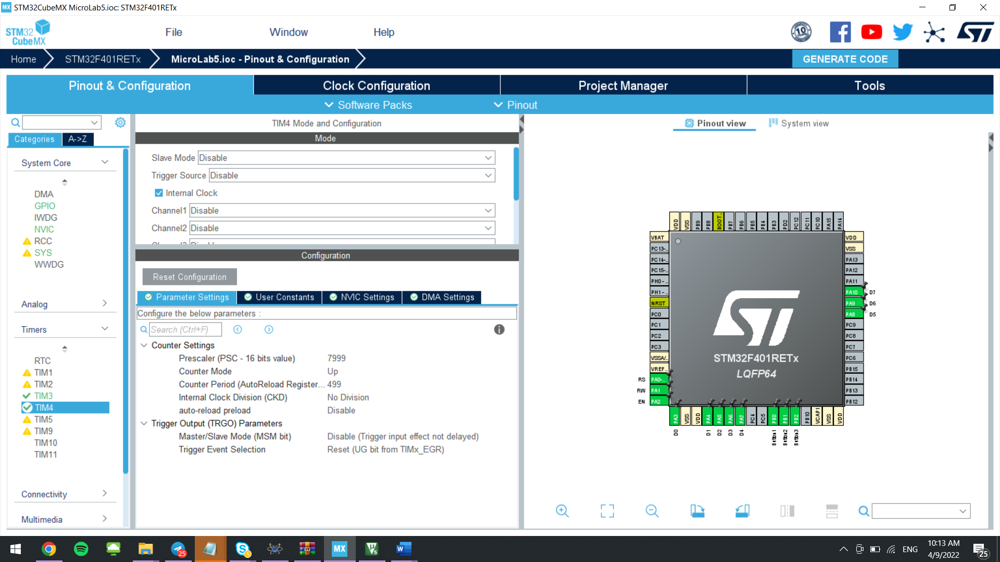 MX STM32CubeMX MicroLab5.ioc: STM32F401RETx
STM32
CubeMX
File
Window
Help
10
Home
STM32F401RETx
MicroLab5.ioc - Pinout & Configuration
GENERATE CODE
Pinout & Configuration
Clock Configuration
Project Manager
Tools
Software Packs
Pinout
Categories
A->Z
System Core
DMA
GPIO
IWDG
NVIC
RCC
SYS
WWDG
Analog
Timers
RTC
TIM1
TIM2
TIM3
TIM4
TIM5
TIM9
TIM10
TIM11
Connectivity
Multimedia
TIM4 Mode and Configuration
Mode
Slave Mode Disable
Trigger Source Disable
Internal Clock
Channel1 Disable
Channel2 Disable
Configuration
Reset Configuration
Parameter Settings
User Constants
NVIC Settings
DMA Settings
Configure the below parameters :
Search (Ctrl+F)
Counter Settings
Prescaler (PSC - 16 bits value) 7999
Counter Mode Up
Counter Period (AutoReload Register... 499
Internal Clock Division (CKD) No Division
auto-reload preload Disable
Trigger Output (TRGO) Parameters
Master/Slave Mode (MSM bit) Disable (Trigger input effect not delayed)
Trigger Event Selection Reset (UG bit from TIMx_EGR)
Pinout view
System view
VDD
VSS
PB9
PB8
BOOT..
PB7
PB6
PB5
PB4
PB3
PD2
PC12
PC11
PC10
PA15
PA14
VBAT
PC13-..
PC14-..
PC15-..
PH0-..
PH1-..
NRST
PC0
PC1
PC2
PC3
VSSA/..
VREF..
RS PA0-..
RW PA1
EN PA2
VDD
VSS
PA13
PA12
PA11
PA10 D7
PA9 D6
PA8 D5
PC9
PC8
PC7
PC6
PB15
PB14
PB13
PB12
ST
STM32F401RETx
LQFP64
PA3
VSS
VDD
PA4
PA5
PA6
PA7
PC4
PC5
PB0
PB1
PB2
PB10
VCAP1
VSS
VDD
D0
D1
D2
D3
D4
Button1
Button2
Button3
25
MX
5
W
ENG
10:13 AM
4/9/2022
25